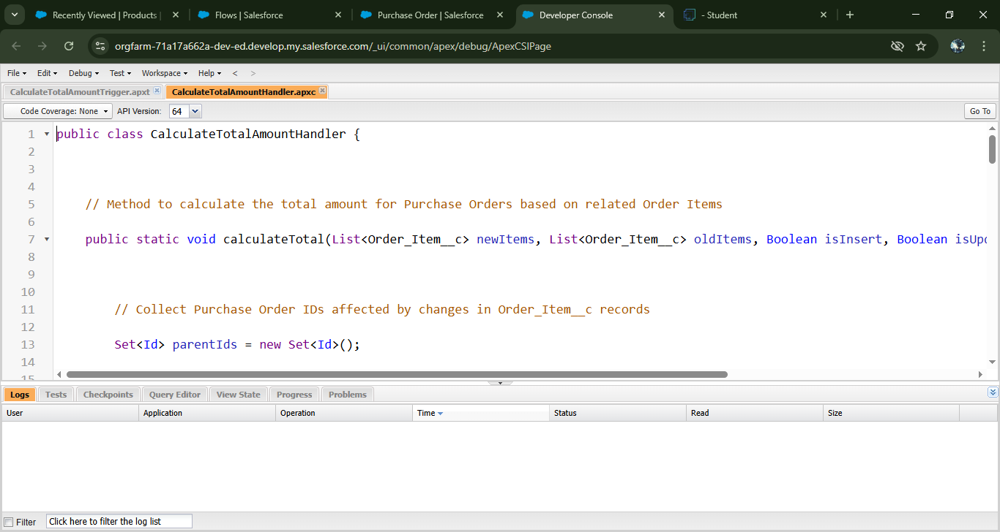 Recently Viewed | Products |
Flows | Salesforce
Purchase Order | Salesforce
Developer Console
- Student
orgfarm-71a17a662a-dev-ed.develop.my.salesforce.com/_ui/common/apex/debug/ApexCSIPage
File Edit Debug Test Workspace Help < >
CalculateTotalAmountTrigger.apxt CalculateTotalAmountHandler.apxc
Code Coverage: None API Version: 64 Go To
1 public class CalculateTotalAmountHandler {
2
3
4
5 // Method to calculate the total amount for Purchase Orders based on related Order Items
6
7 public static void calculateTotal(List<Order_Item__c> newItems, List<Order_Item__c> oldItems, Boolean isInsert, Boolean isUpd
8
9
10
11 // Collect Purchase Order IDs affected by changes in Order_Item__c records
12
13 Set<Id> parentIds = new Set<Id>();
14
15
Logs Tests Checkpoints Query Editor View State Progress Problems
User Application Operation Time Status Read Size
Filter Click here to filter the log list